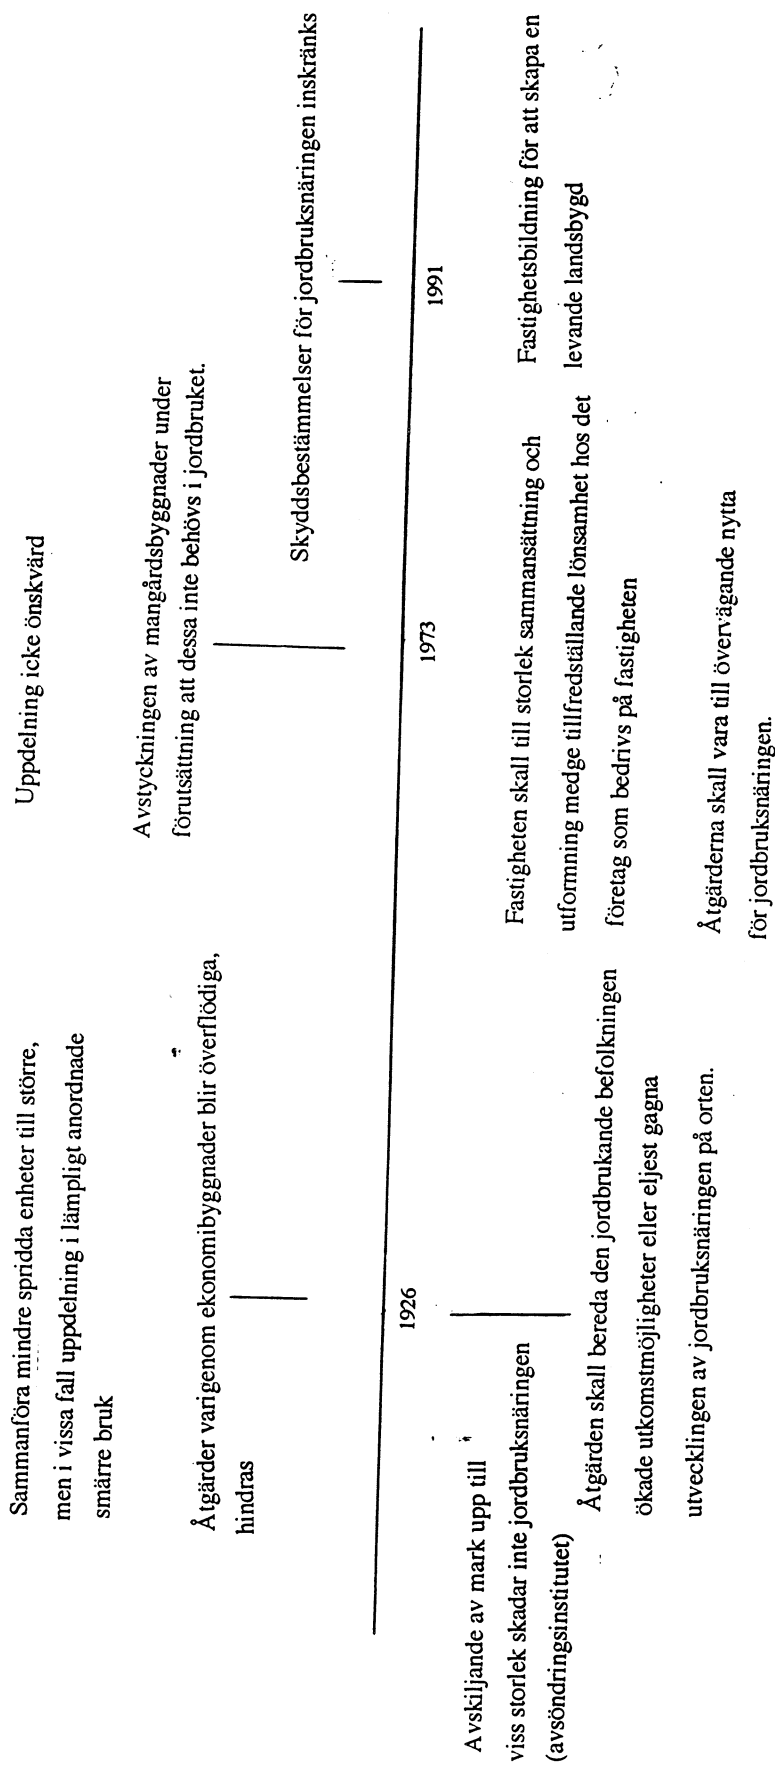 Sammanföra mindre spridda enheter till större,
men i vissa fall uppdelning i lämpligt anordnade
smärre bruk
Uppdelning icke önskvärd
Åtgärder varigenom ekonomibyggnader blir överflödiga,
hindras
Avstyckningen av mangårdsbyggnader under
förutsättning att dessa inte behövs i jordbruket.
Skyddsbestämmelser för jordbruksnäringen inskränks
1926
1973
1991
Avskiljande av mark upp till
viss storlek skadar inte jordbruksnäringen
(avsöndringsinstitutet)
Åtgärden skall bereda den jordbrukande befolkningen
ökade utkomstmöjligheter eller eljest gagna
utvecklingen av jordbruksnäringen på orten.
Fastigheten skall till storlek sammansättning och
utformning medge tillfredställande lönsamhet hos det
företag som bedrivs på fastigheten
Åtgärderna skall vara till övervägande nytta
för jordbruksnäringen.
Fastighetsbildning för att skapa en
levande landsbygd